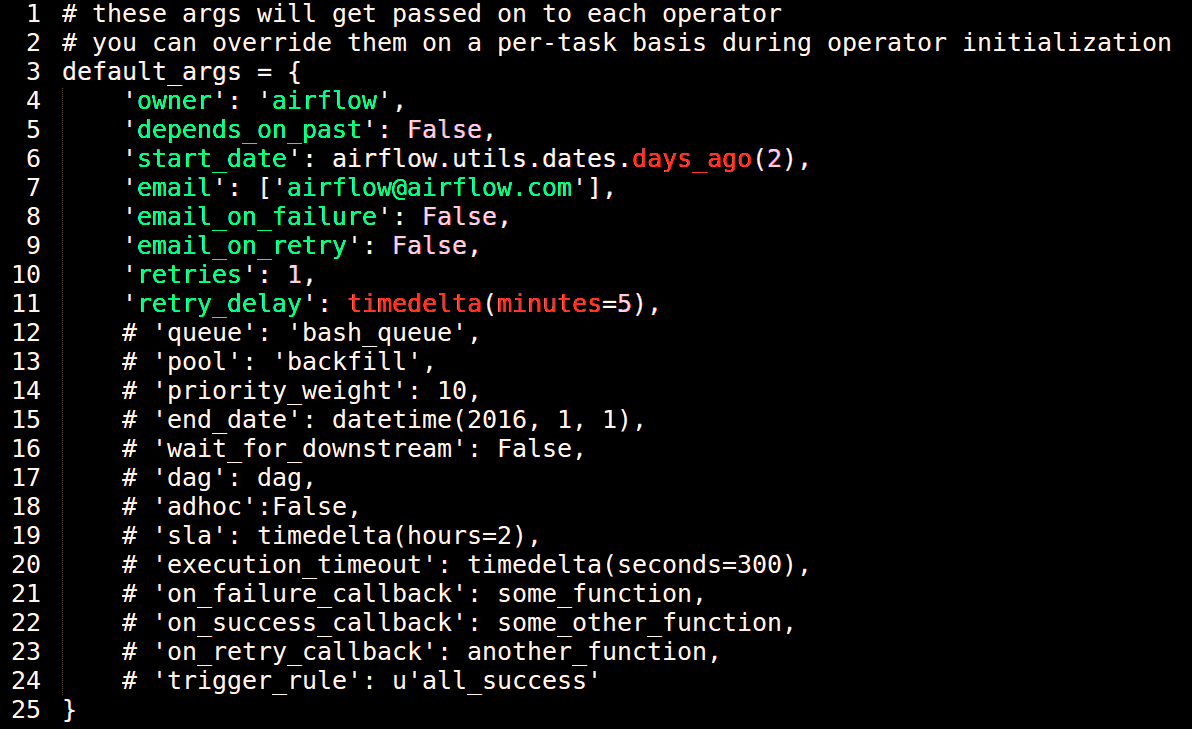 1 # these args will get passed on to each operator
2 # you can override them on a per-task basis during operator initialization
3 default_args = {
4     'owner': 'airflow',
5     'depends_on_past': False,
6     'start_date': airflow.utils.dates.days_ago(2),
7     'email': ['airflow@airflow.com'],
8     'email_on_failure': False,
9     'email_on_retry': False,
10     'retries': 1,
11     'retry_delay': timedelta(minutes=5),
12     # 'queue': 'bash_queue',
13     # 'pool': 'backfill',
14     # 'priority_weight': 10,
15     # 'end_date': datetime(2016, 1, 1),
16     # 'wait_for_downstream': False,
17     # 'dag': dag,
18     # 'adhoc':False,
19     # 'sla': timedelta(hours=2),
20     # 'execution_timeout': timedelta(seconds=300),
21     # 'on_failure_callback': some_function,
22     # 'on_success_callback': some_other_function,
23     # 'on_retry_callback': another_function,
24     # 'trigger_rule': u'all_success'
25 }